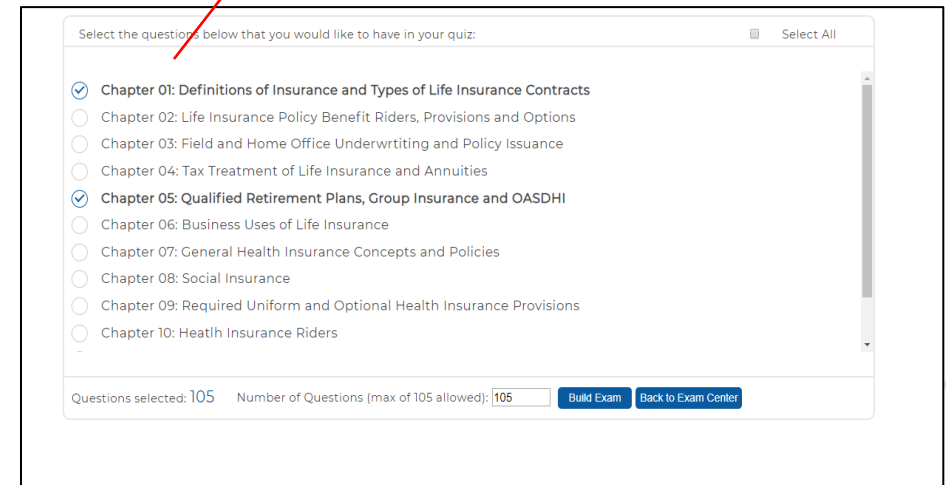 Select the questions below that you would like to have in your quiz: Select All
Chapter 01: Definitions of Insurance and Types of Life Insurance Contracts
Chapter 02: Life Insurance Policy Benefit Riders, Provisions and Options
Chapter 03: Field and Home Office Underwrtiting and Policy Issuance
Chapter 04: Tax Treatment of Life Insurance and Annuities
Chapter 05: Qualified Retirement Plans, Group Insurance and OASDHI
Chapter 06: Business Uses of Life Insurance
Chapter 07: General Health Insurance Concepts and Policies
Chapter 08: Social Insurance
Chapter 09: Required Uniform and Optional Health Insurance Provisions
Chapter 10: Heatlh Insurance Riders
Questions selected: 105 Number of Questions (max of 105 allowed): 105 Build Exam Back to Exam Center